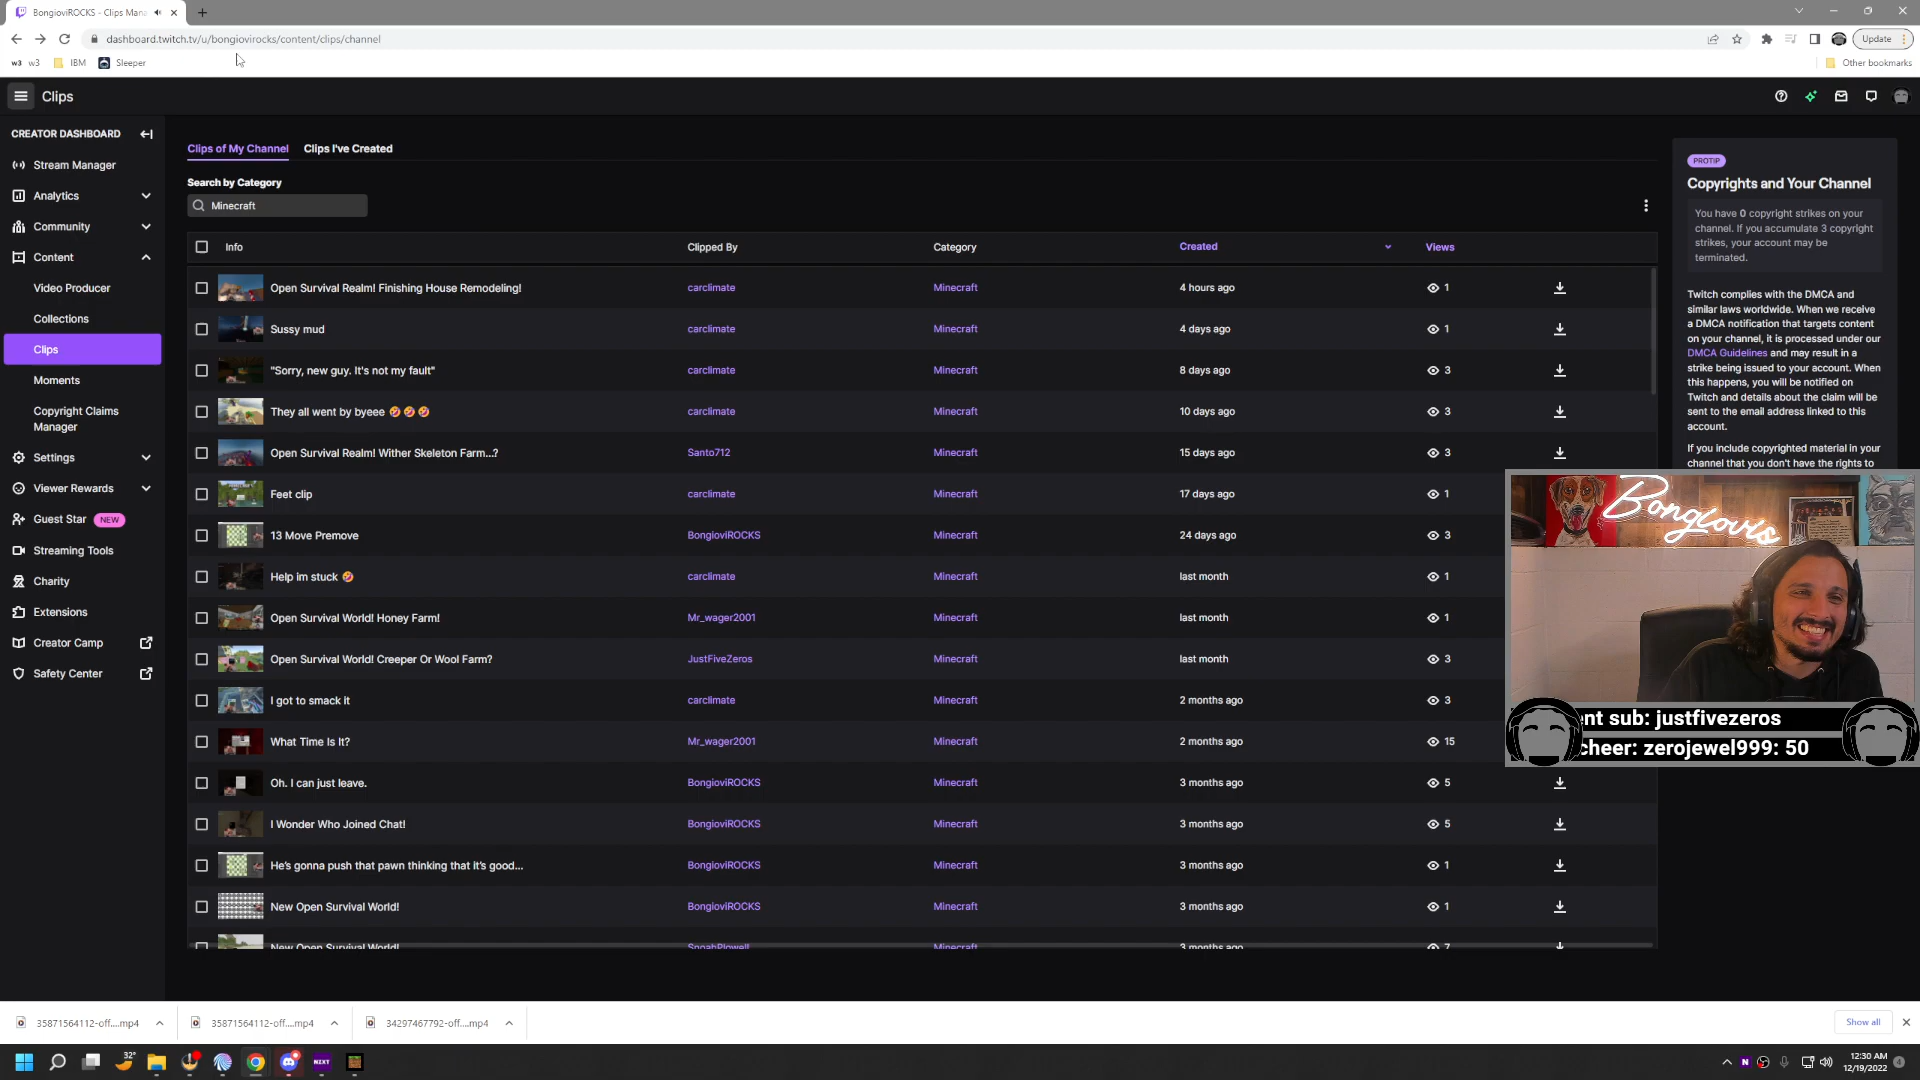 BongioviROCKS - Clips Mana
dashboard.twitch.tv/u/bongiovirocks/content/clips/channel
Update
w3 w3 IBM Sleeper
Other bookmarks
Clips
CREATOR DASHBOARD
Stream Manager
Analytics
Community
Content
Video Producer
Collections
Clips
Moments
Copyright Claims
Manager
Settings
Viewer Rewards
Guest Star NEW
Streaming Tools
Charity
Extensions
Creator Camp
Safety Center
Clips of My Channel Clips I've Created
Search by Category
Minecraft
Info Clipped By Category Created Views
Open Survival Realm! Finishing House Remodeling! carclimate Minecraft 4 hours ago 1
Sussy mud carclimate Minecraft 4 days ago 1
"Sorry, new guy. It's not my fault" carclimate Minecraft 8 days ago 3
They all went by byeee 🤣🤣🤣 carclimate Minecraft 10 days ago 3
Open Survival Realm! Wither Skeleton Farm...? Santo712 Minecraft 15 days ago 3
Feet clip carclimate Minecraft 17 days ago 1
13 Move Premove BongioviROCKS Minecraft 24 days ago 3
Help im stuck 🤣 carclimate Minecraft last month 1
Open Survival World! Honey Farm! Mr_wager2001 Minecraft last month 1
Open Survival World! Creeper Or Wool Farm? JustFiveZeros Minecraft last month 3
I got to smack it carclimate Minecraft 2 months ago 3
What Time Is It? Mr_wager2001 Minecraft 2 months ago 15
Oh. I can just leave. BongioviROCKS Minecraft 3 months ago 5
I Wonder Who Joined Chat! BongioviROCKS Minecraft 3 months ago 5
He's gonna push that pawn thinking that it's good... BongioviROCKS Minecraft 3 months ago 1
New Open Survival World! BongioviROCKS Minecraft 3 months ago 1
New Open Survival World! SnoahPlowell Minecraft 3 months ago 7
PROTIP
Copyrights and Your Channel
You have 0 copyright strikes on your
channel. If you accumulate 3 copyright
strikes, your account may be
terminated.
Twitch complies with the DMCA and
similar laws worldwide. When we receive
a DMCA notification that targets content
on your channel, it is processed under our
DMCA Guidelines and may result in a
strike being issued to your account. When
this happens, you will be notified on
Twitch and details about the claim will be
sent to the email address linked to this
account.
If you include copyrighted material in your
channel that you don't have the rights to
Bongiovis
ent sub: justfivezeros
cheer: zerojewel999: 50
35871564112-off....mp4
35871564112-off....mp4
34297467792-off....mp4
Show all
32°
NZXT
N
12:30 AM
12/19/2022
4